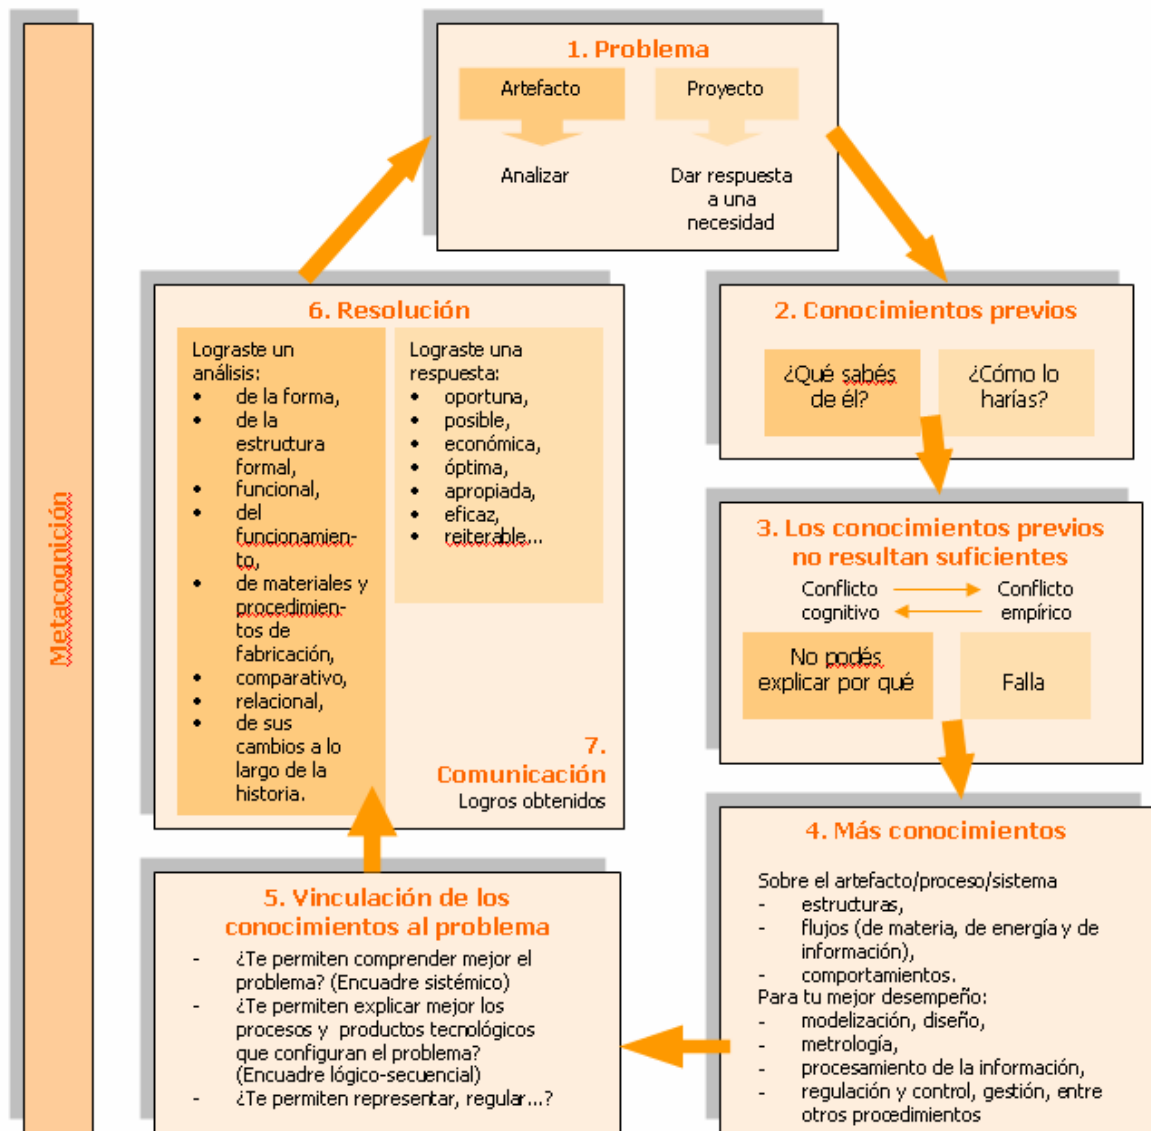 Metacognición
1. Problema
Artefacto
Proyecto
Analizar
Dar respuesta
a una
necesidad
2. Conocimientos previos
¿Qué sabés
de él?
¿Cómo lo
harías?
3. Los conocimientos previos
no resultan suficientes
Conflicto
cognitivo
Conflicto
empírico
No podés
explicar por qué
Falla
4. Más conocimientos
Sobre el artefacto/proceso/sistema
- estructuras,
- flujos (de materia, de energía y de
información),
- comportamientos.
Para tu mejor desempeño:
- modelización, diseño,
- metrología,
- procesamiento de la información,
- regulación y control, gestión, entre
otros procedimientos
5. Vinculación de los
conocimientos al problema
- ¿Te permiten comprender mejor el
problema? (Encuadre sistémico)
- ¿Te permiten explicar mejor los
procesos y productos tecnológicos
que configuran el problema?
(Encuadre lógico-secuencial)
- ¿Te permiten representar, regular...?
6. Resolución
Lograste un
análisis:
• de la forma,
• de la
estructura
formal,
• funcional,
• del
funcionamien-
to,
• de materiales y
procedimien-
tos de
fabricación,
• comparativo,
• relacional,
• de sus
cambios a lo
largo de la
historia.
Lograste una
respuesta:
• oportuna,
• posible,
• económica,
• óptima,
• apropiada,
• eficaz,
• reiterable...
7.
Comunicación
Logros obtenidos